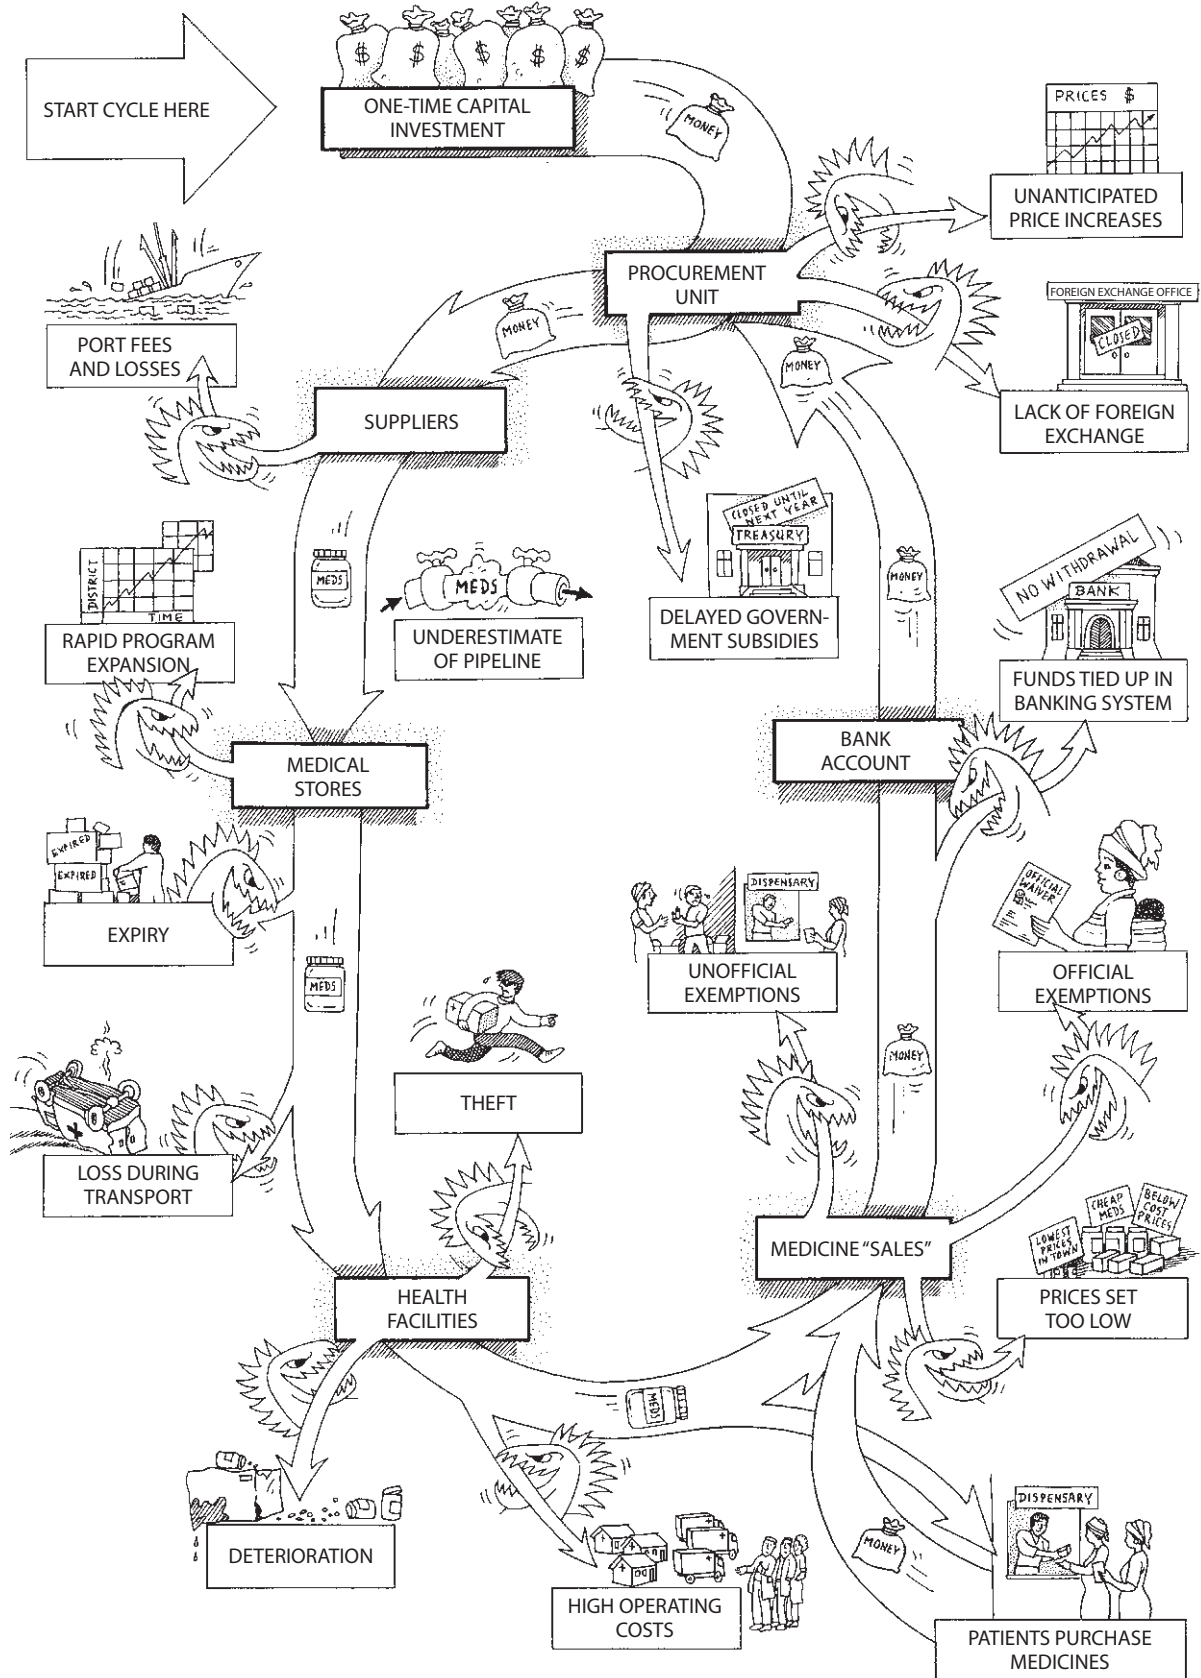 START CYCLE HERE
$ $ $ $ $
ONE-TIME CAPITAL
INVESTMENT
MONEY
PRICES $
UNANTICIPATED
PRICE INCREASES
PROCUREMENT
UNIT
MONEY
MONEY
FOREIGN EXCHANGE OFFICE
CLOSED
LACK OF FOREIGN
EXCHANGE
PORT FEES
AND LOSSES
SUPPLIERS
CLOSED UNTIL
NEXT YEAR
TREASURY
DELAYED GOVERN-
MENT SUBSIDIES
MEDS
MEDS
UNDERESTIMATE
OF PIPELINE
DISTRICT
TIME
RAPID PROGRAM
EXPANSION
MONEY
NO WITHDRAWAL
BANK
FUNDS TIED UP IN
BANKING SYSTEM
MEDICAL
STORES
BANK
ACCOUNT
EXPIRED
EXPIRED
EXPIRY
MEDS
DISPENSARY
UNOFFICIAL
EXEMPTIONS
OFFICIAL
WAIVER
OFFICIAL
EXEMPTIONS
MONEY
THEFT
LOSS DURING
TRANSPORT
MEDICINE "SALES"
LOWEST
PRICES
IN TOWN
CHEAP
MEDS
BELOW
COST
PRICES
PRICES SET
TOO LOW
HEALTH
FACILITIES
MEDS
DETERIORATION
HIGH OPERATING
COSTS
MONEY
DISPENSARY
PATIENTS PURCHASE
MEDICINES